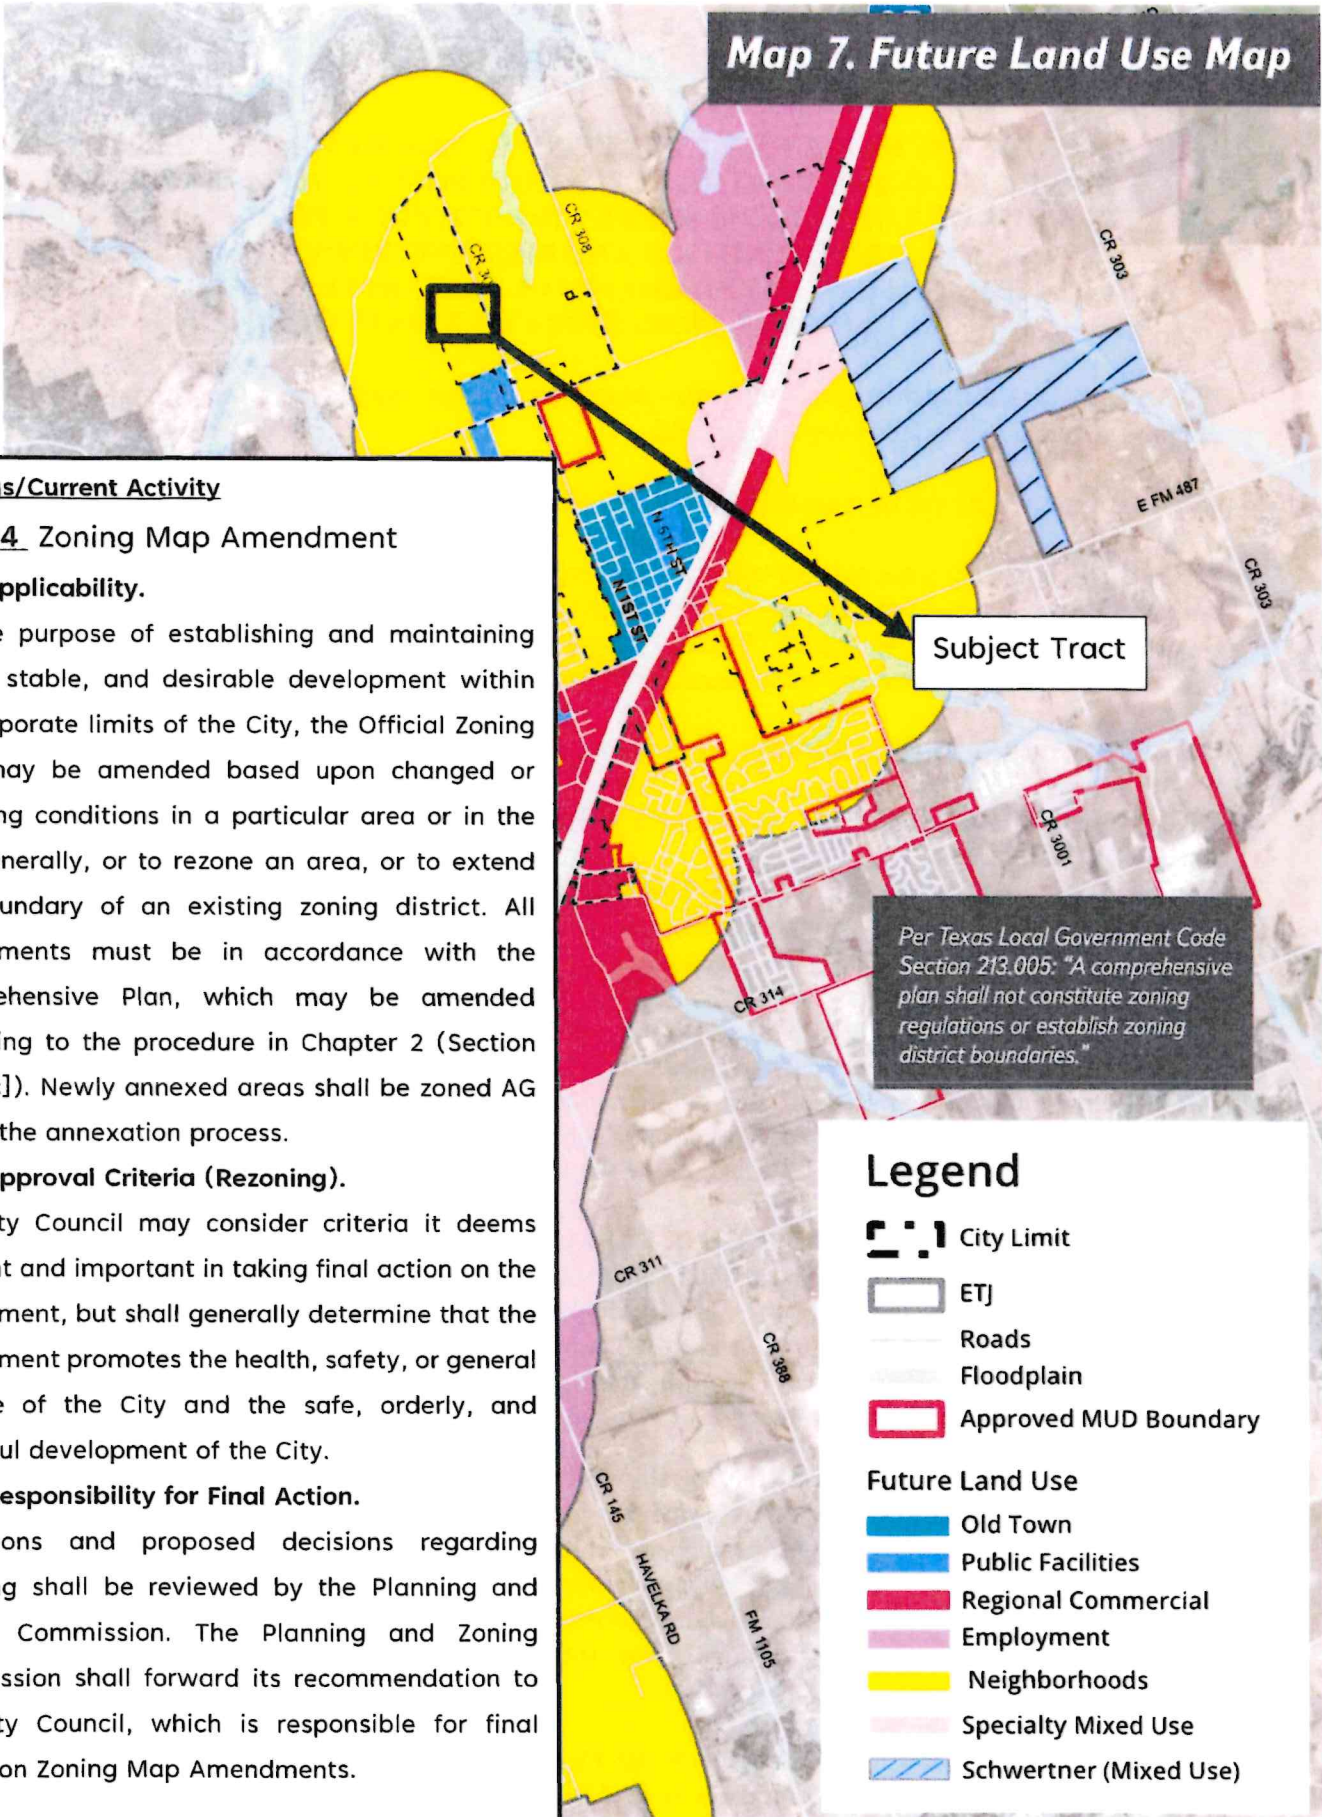 Map 7. Future Land Use Map
CR 308
CR 303
E FM 487
CR 303
N 5TH ST
N 1ST ST
Subject Tract
CR 3001
CR 314
CR 311
CR 388
CR 145
HAVELKA RD
FM 1105
s/Current Activity
4 Zoning Map Amendment
pplicability.
e purpose of establishing and maintaining
stable, and desirable development within
porate limits of the City, the Official Zoning
may be amended based upon changed or
ng conditions in a particular area or in the
nerally, or to rezone an area, or to extend
undary of an existing zoning district. All
ments must be in accordance with the
ehensive Plan, which may be amended
ing to the procedure in Chapter 2 (Section
]). Newly annexed areas shall be zoned AG
the annexation process.
pproval Criteria (Rezoning).
ty Council may consider criteria it deems
t and important in taking final action on the
ment, but shall generally determine that the
ment promotes the health, safety, or general
e of the City and the safe, orderly, and
ul development of the City.
esponsibility for Final Action.
ons and proposed decisions regarding
g shall be reviewed by the Planning and
Commission. The Planning and Zoning
ssion shall forward its recommendation to
ty Council, which is responsible for final
on Zoning Map Amendments.
Per Texas Local Government Code
Section 213.005: "A comprehensive
plan shall not constitute zoning
regulations or establish zoning
district boundaries."
Legend
City Limit
ETJ
Roads
Floodplain
Approved MUD Boundary
Future Land Use
Old Town
Public Facilities
Regional Commercial
Employment
Neighborhoods
Specialty Mixed Use
Schwertner (Mixed Use)